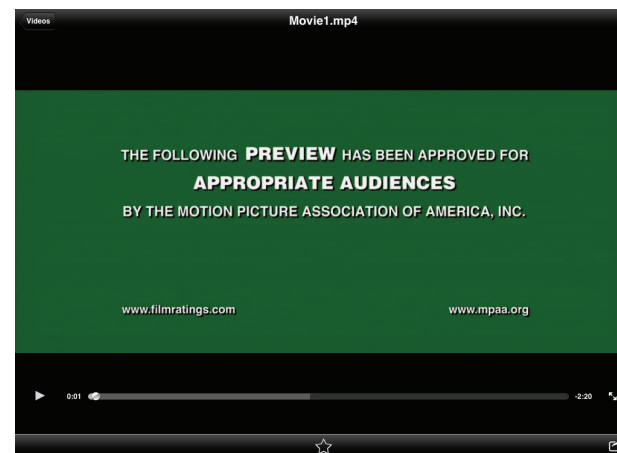 Videos
Movie1.mp4
THE FOLLOWING PREVIEW HAS BEEN APPROVED FOR
APPROPRIATE AUDIENCES
BY THE MOTION PICTURE ASSOCIATION OF AMERICA, INC.
www.filmratings.com www.mpaa.org
0:01 -2:20